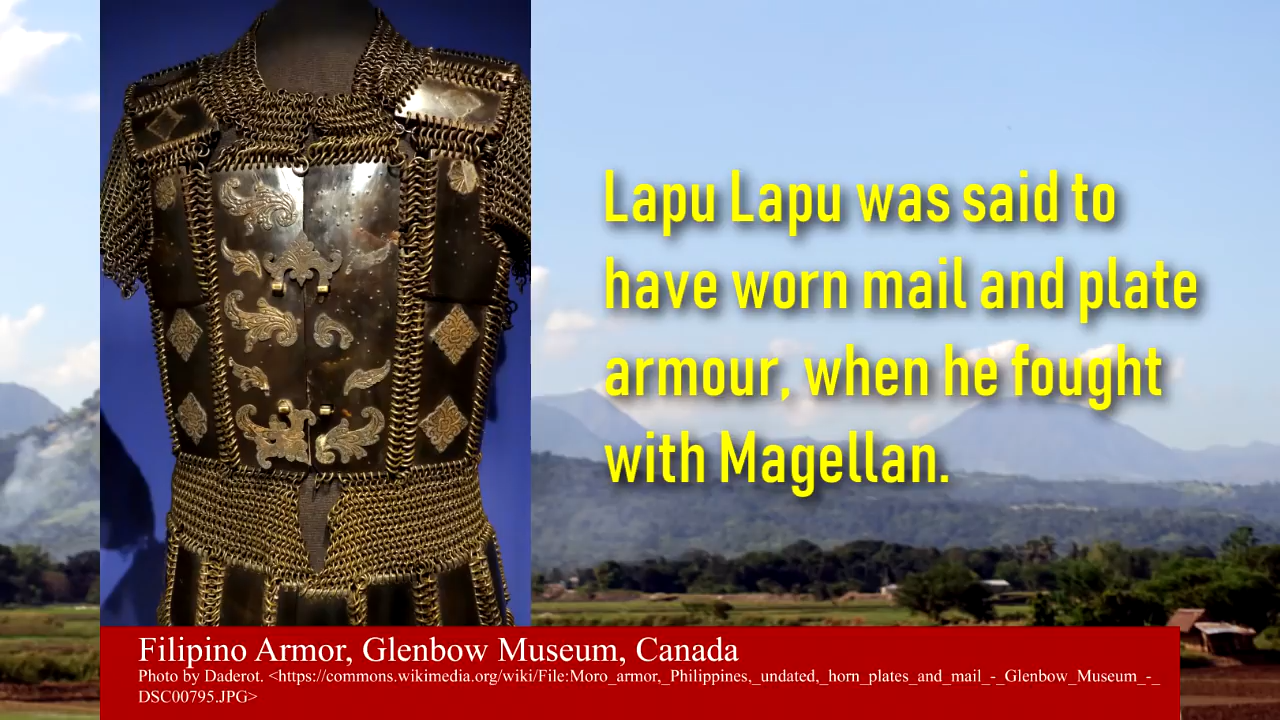 Lapu Lapu was said to
have worn mail and plate
armour, when he fought
with Magellan.
Filipino Armor, Glenbow Museum, Canada
Photo by Daderot. <https://commons.wikimedia.org/wiki/File:Moro_armor,_Philippines,_undated,_horn_plates_and_mail_-_Glenbow_Museum_-_
DSC00795.JPG>